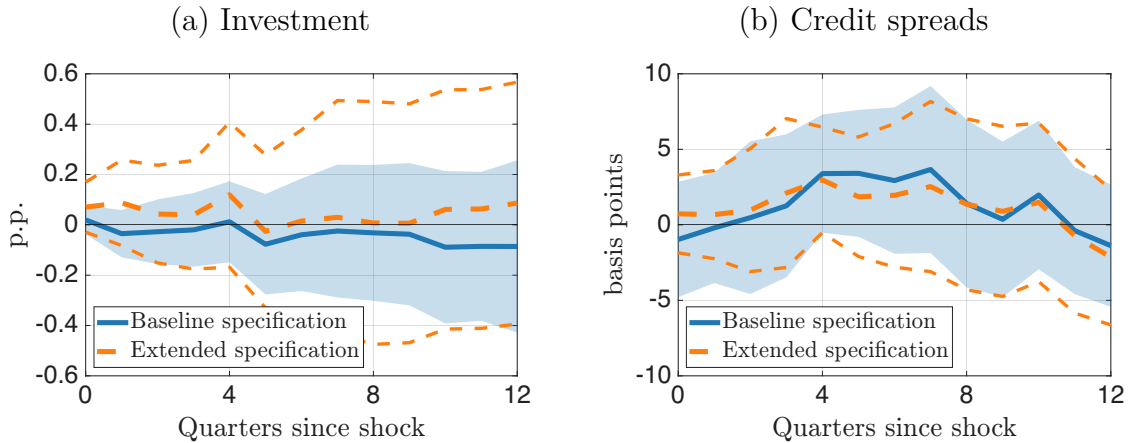 (a) Investment
0.6
0.4
0.2
0
-0.2
-0.4
-0.6
p.p.
Baseline specification
Extended specification
0
4
8
12
Quarters since shock
(b) Credit spreads
10
5
0
-5
-10
basis points
Baseline specification
Extended specification
0
4
8
12
Quarters since shock